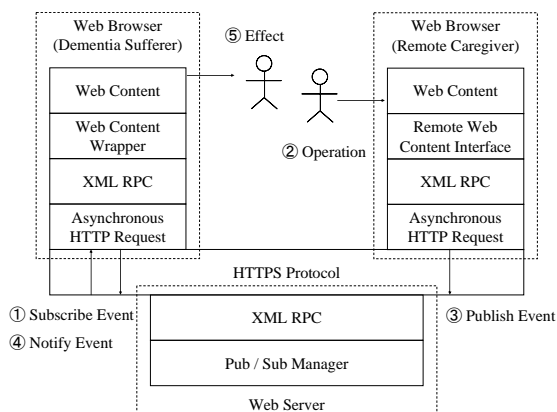 Web Browser
(Dementia Sufferer)
Web Content
Web Content
Wrapper
XML RPC
Asynchronous
HTTP Request
⑤ Effect
② Operation
Web Browser
(Remote Caregiver)
Web Content
Remote Web
Content Interface
XML RPC
Asynchronous
HTTP Request
HTTPS Protocol
① Subscribe Event
④ Notify Event
③ Publish Event
XML RPC
Pub / Sub Manager
Web Server